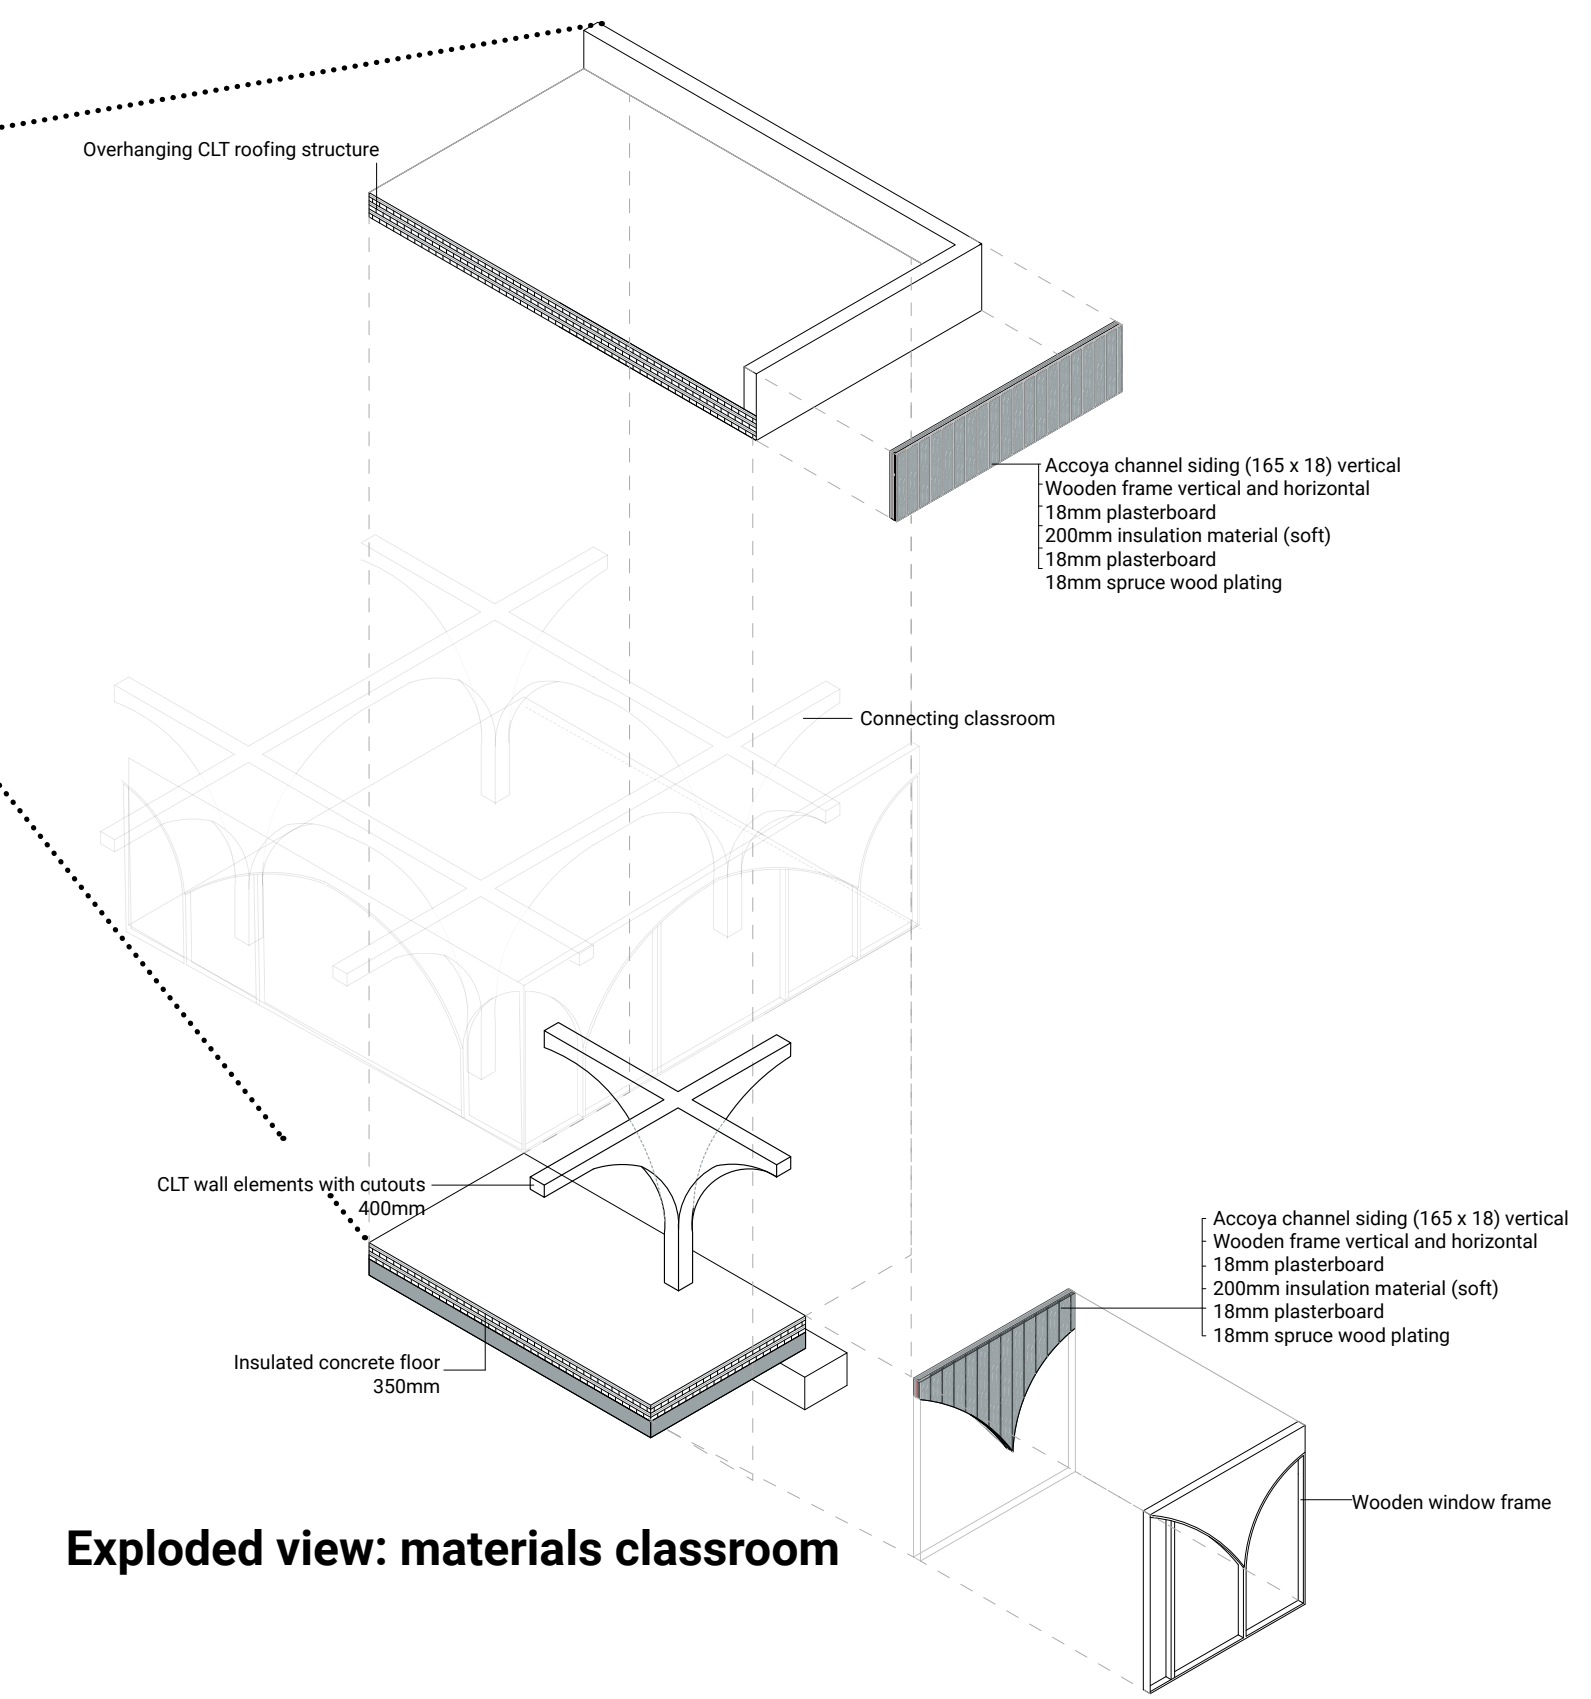 Overhanging CLT roofing structure
Accoya channel siding (165 x 18) vertical
Wooden frame vertical and horizontal
18mm plasterboard
200mm insulation material (soft)
18mm plasterboard
18mm spruce wood plating
Connecting classroom
CLT wall elements with cutouts
400mm
Accoya channel siding (165 x 18) vertical
Wooden frame vertical and horizontal
18mm plasterboard
200mm insulation material (soft)
18mm plasterboard
18mm spruce wood plating
Insulated concrete floor
350mm
Wooden window frame
Exploded view: materials classroom